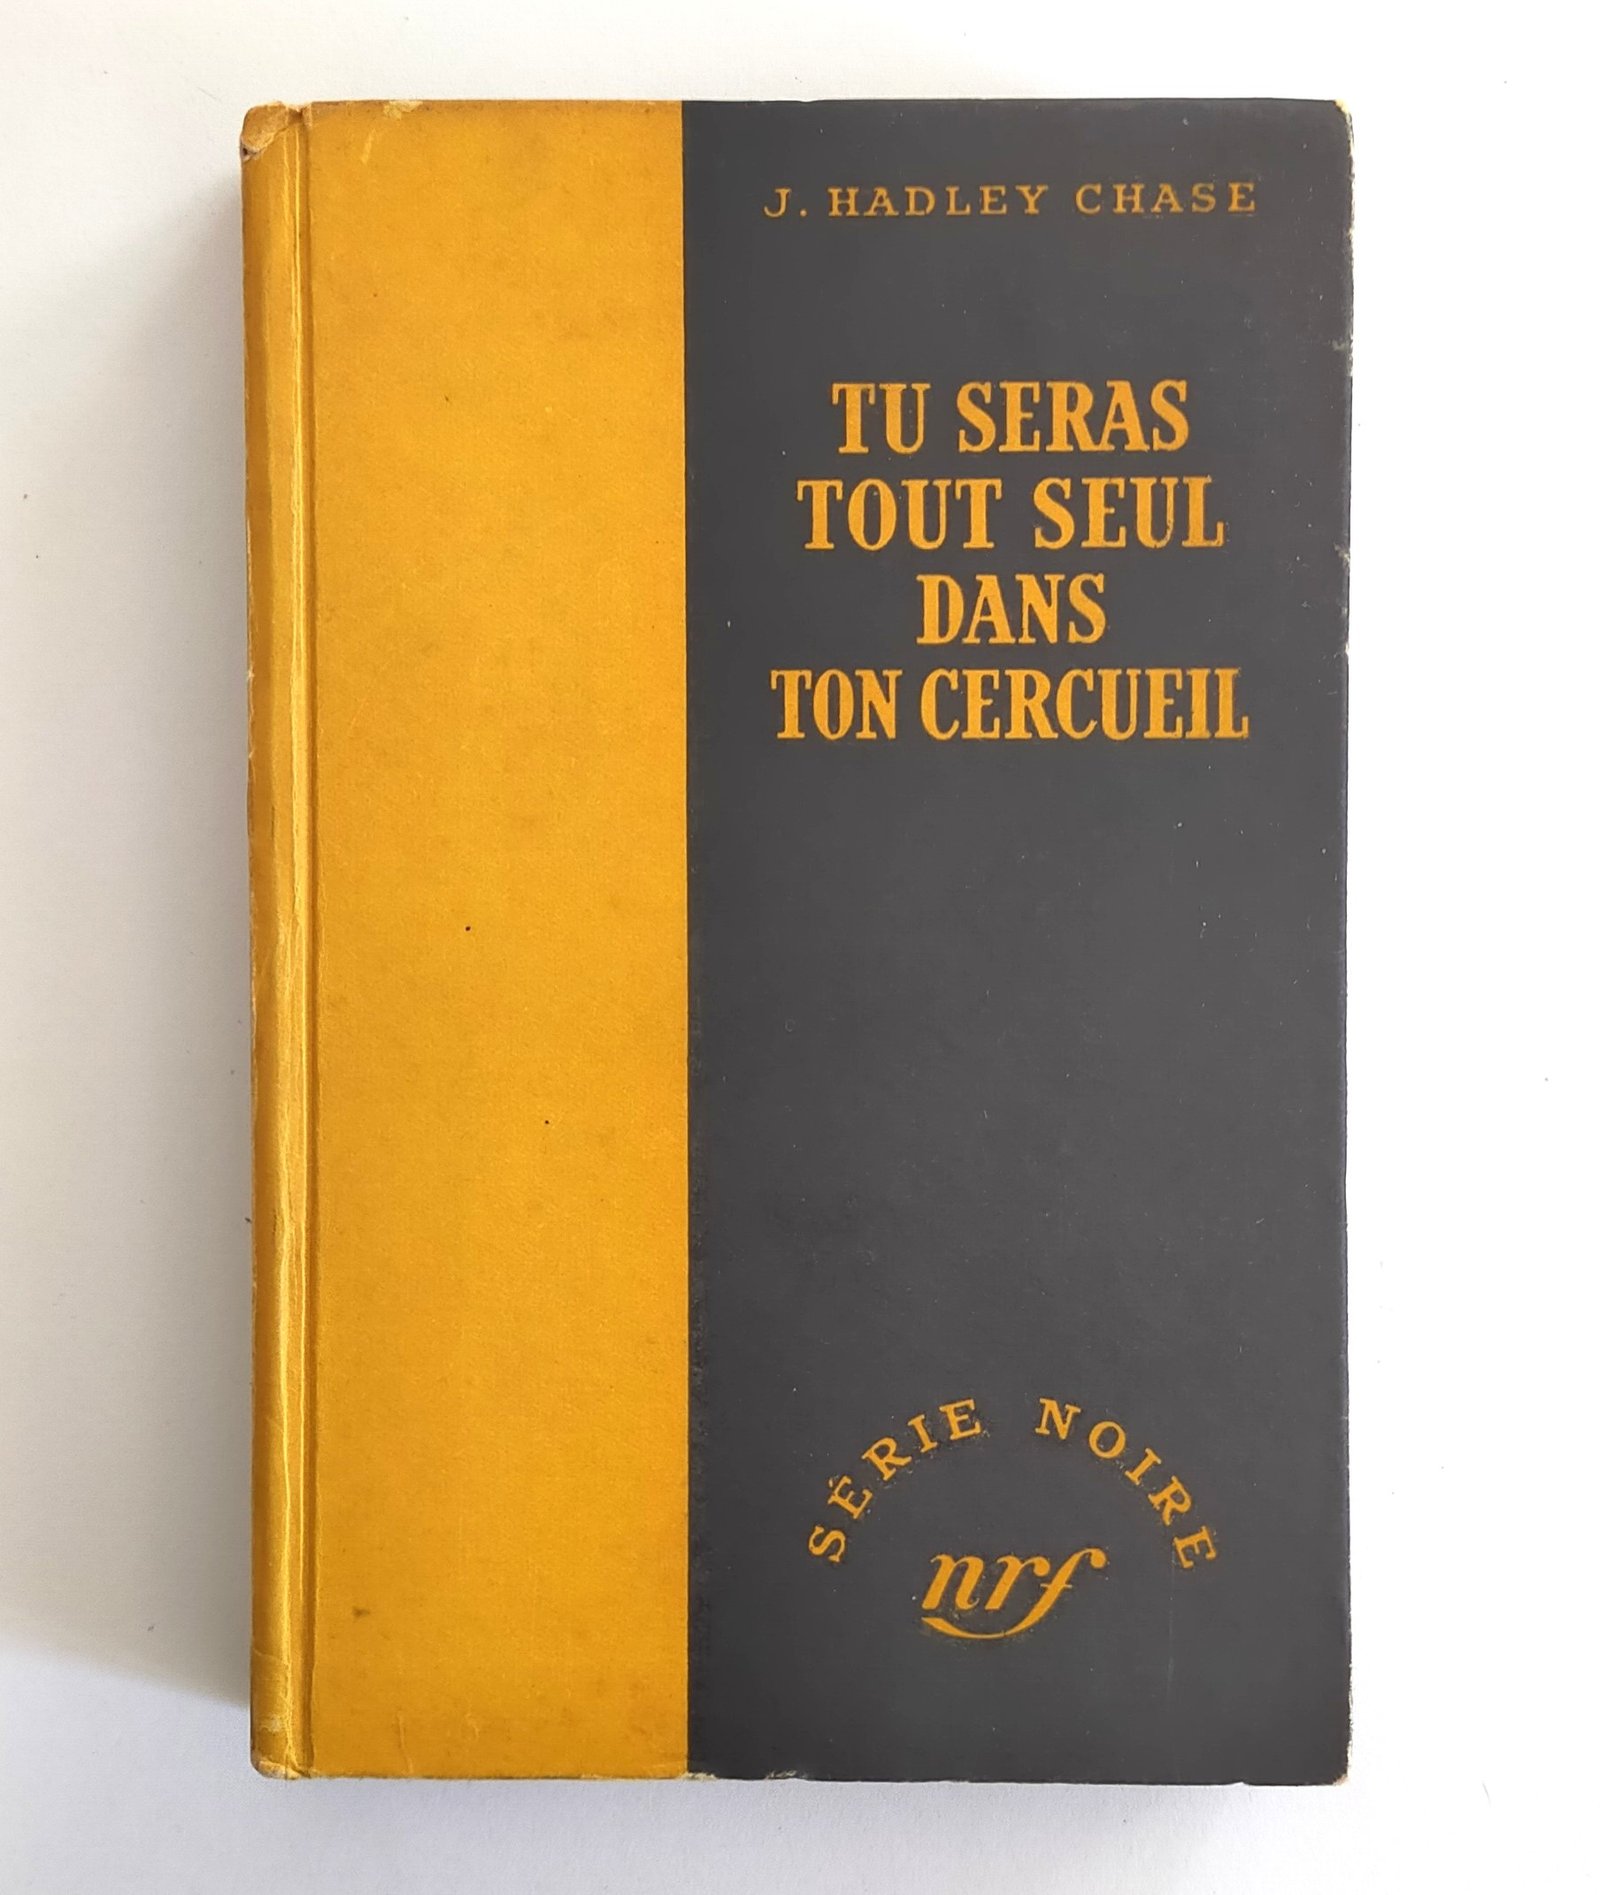 J. HADLEY CHASE
TU SERAS
TOUT SEUL
DANS
TON CERCUEIL
SÉRIE NOIRE
nrf